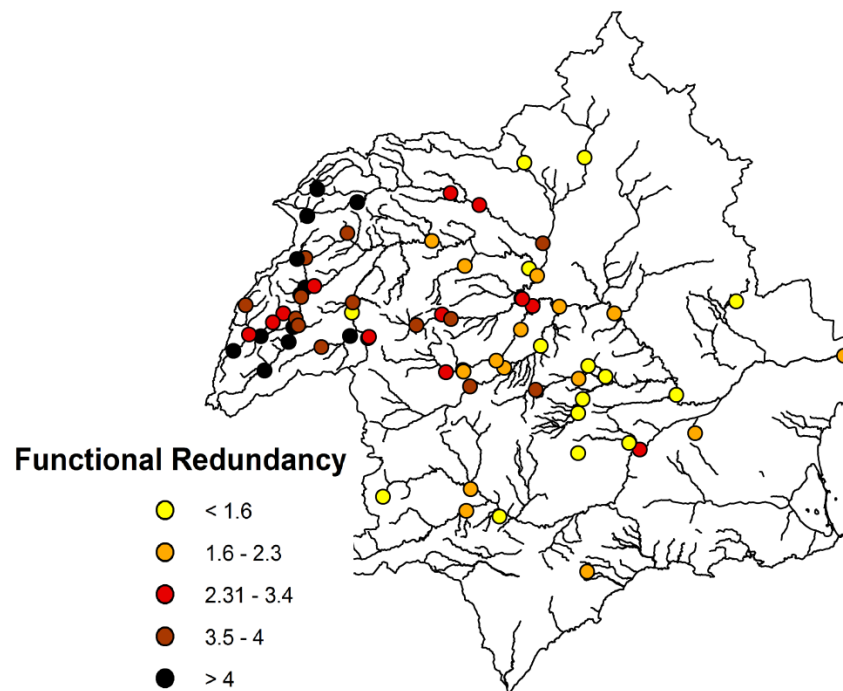 Functional Redundancy
< 1.6
1.6 - 2.3
2.31 - 3.4
3.5 - 4
> 4